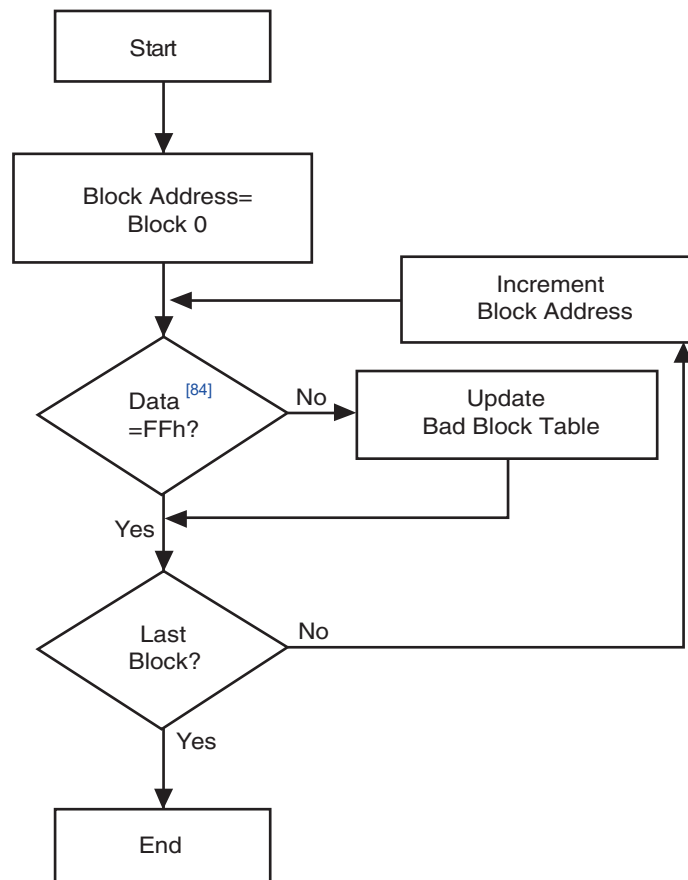 Start
Block Address=
Block 0
Increment
Block Address
Data [84]
=FFh?
No
Update
Bad Block Table
Yes
Last
Block?
No
Yes
End